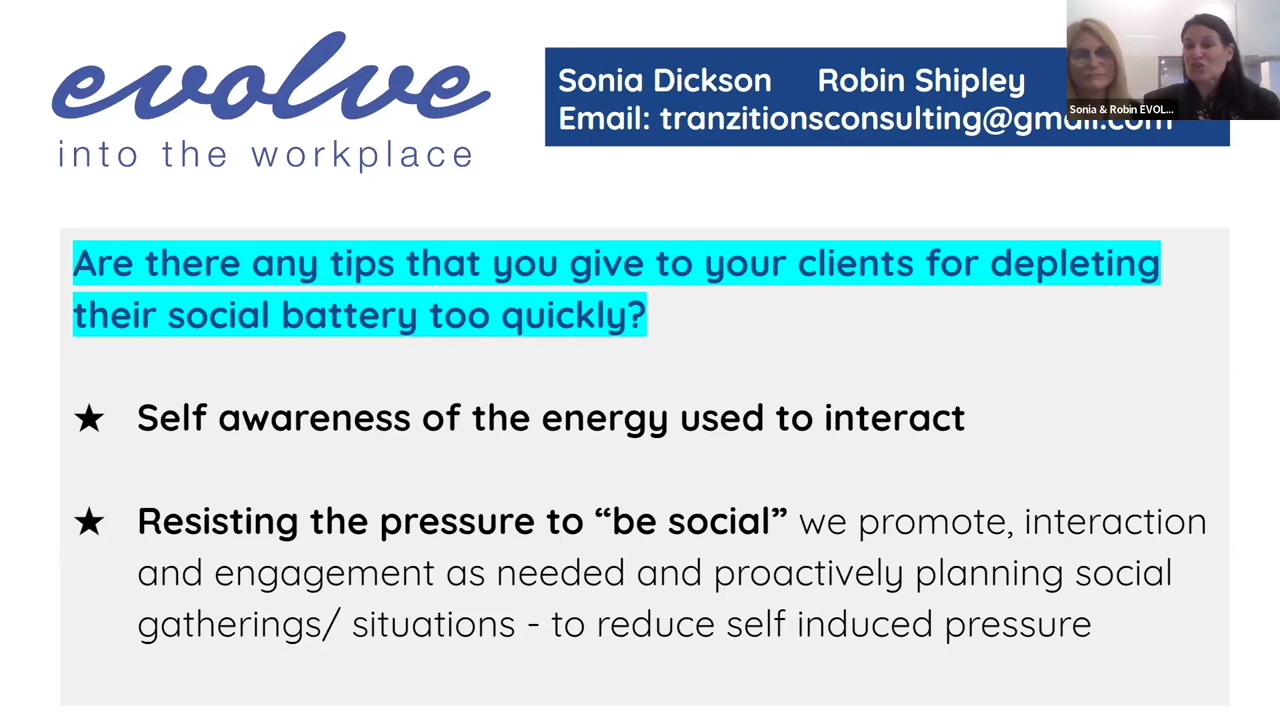 evolve
into the workplace
Sonia Dickson Robin Shipley
Email: tranzitionsconsulting@gmail.com
Sonia & Robin EVOL...
Are there any tips that you give to your clients for depleting
their social battery too quickly?
★ Self awareness of the energy used to interact
★ Resisting the pressure to “be social” we promote, interaction
and engagement as needed and proactively planning social
gatherings/ situations - to reduce self induced pressure